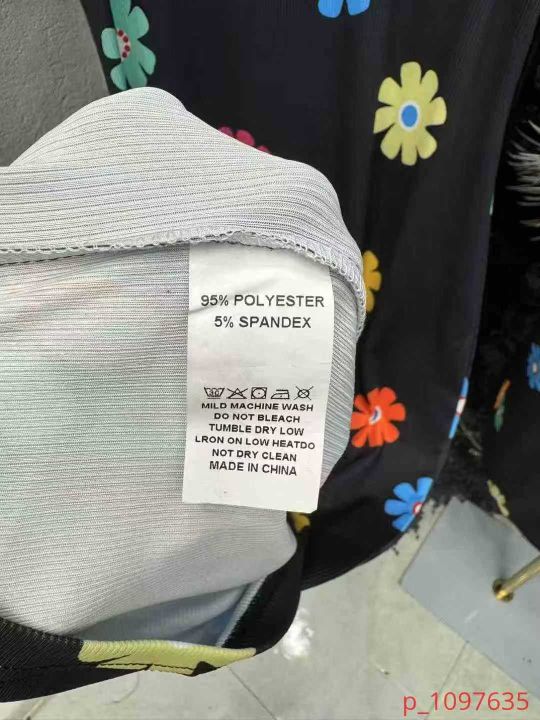 95% POLYESTER
5% SPANDEX
MILD MACHINE WASH
DO NOT BLEACH
TUMBLE DRY LOW
LRON ON LOW HEATDO
NOT DRY CLEAN
MADE IN CHINA
p_1097635